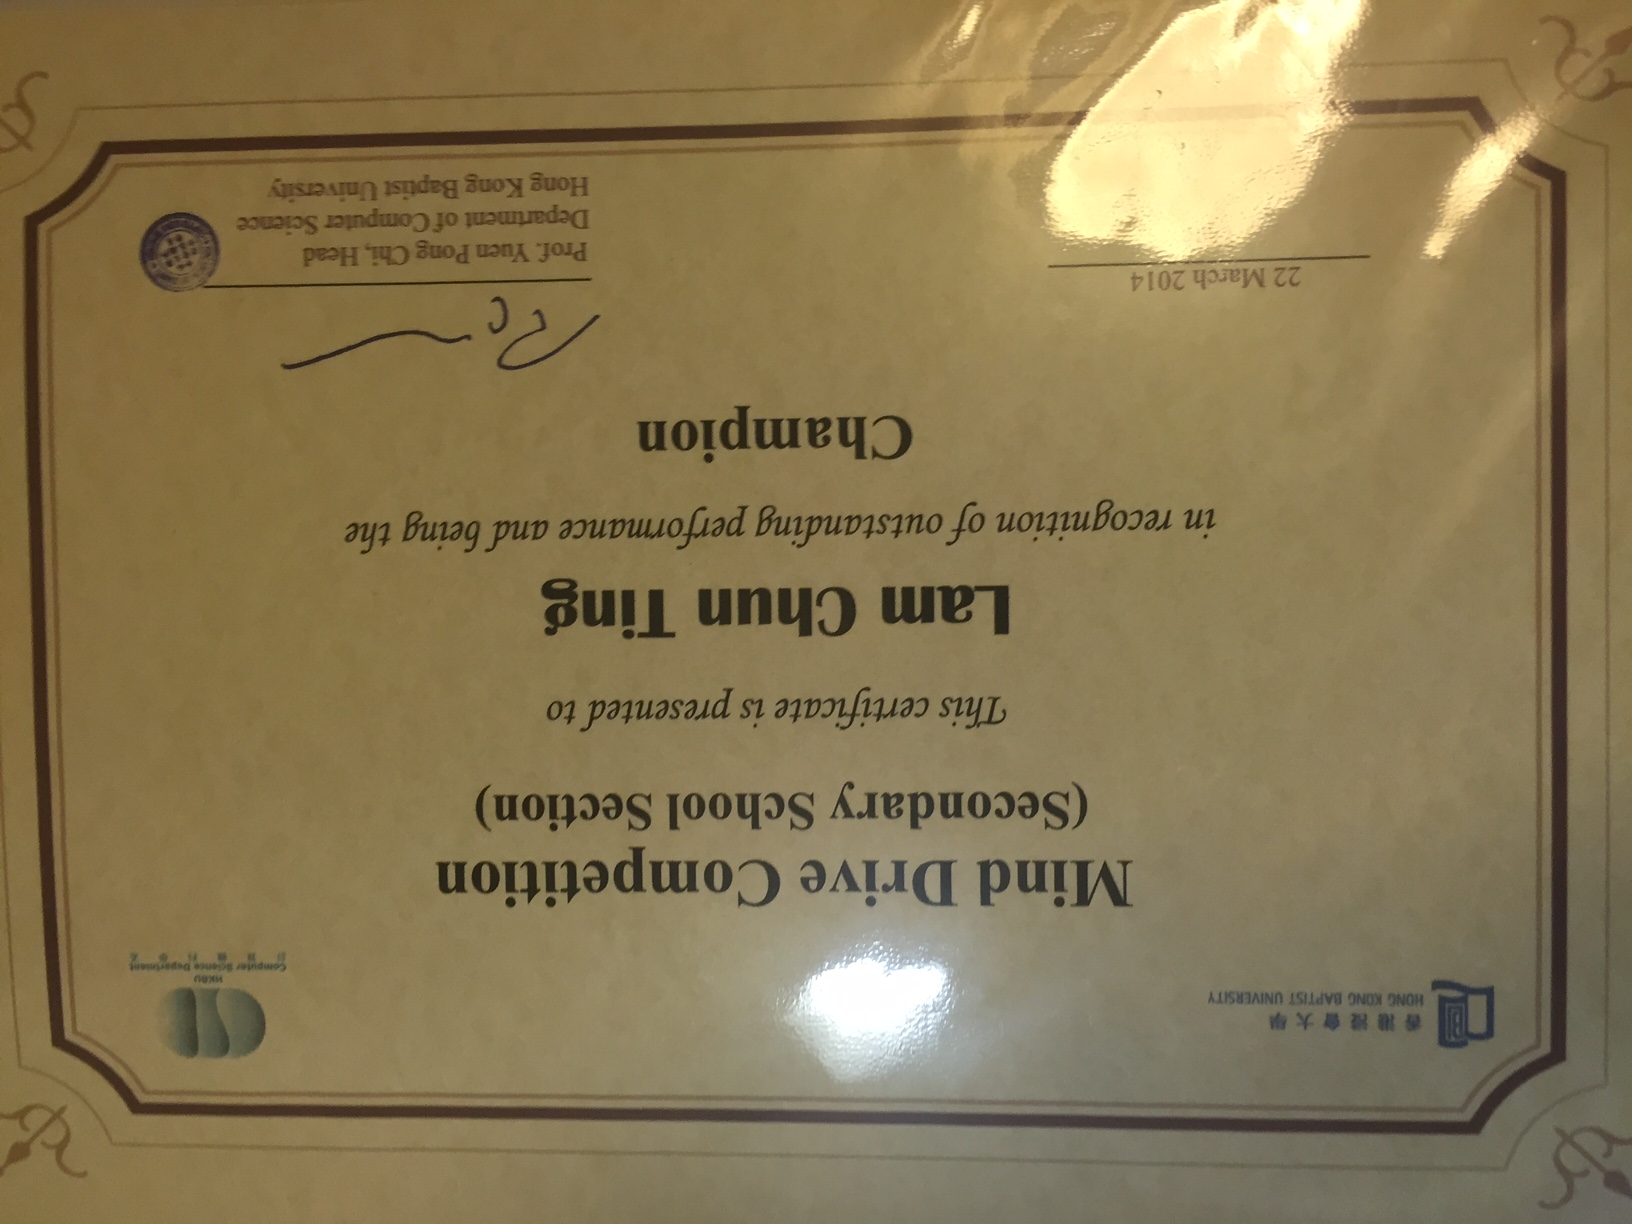 香港浸會大學
HONG KONG BAPTIST UNIVERSITY
HKBU
Computer Science Department
Mind Drive Competition
(Secondary School Section)
This certificate is presented to
Lam Chun Ting
in recognition of outstanding performance and being the
Champion
22 March 2014
Prof. Yuen Pong Chi, Head
Department of Computer Science
Hong Kong Baptist University